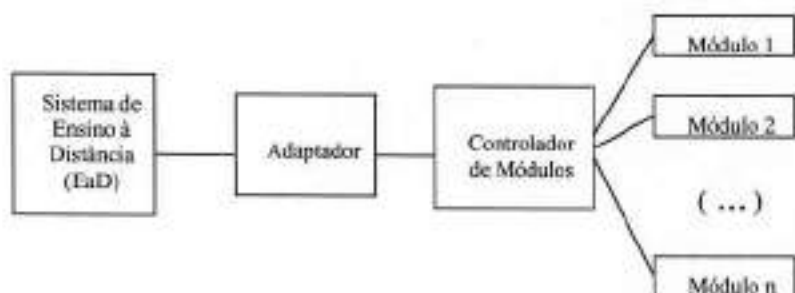 Sistema de
Ensino à
Distância
(EaD)
Adaptador
Controlador
de Módulos
Módulo 1
Módulo 2
( ... )
Módulo n